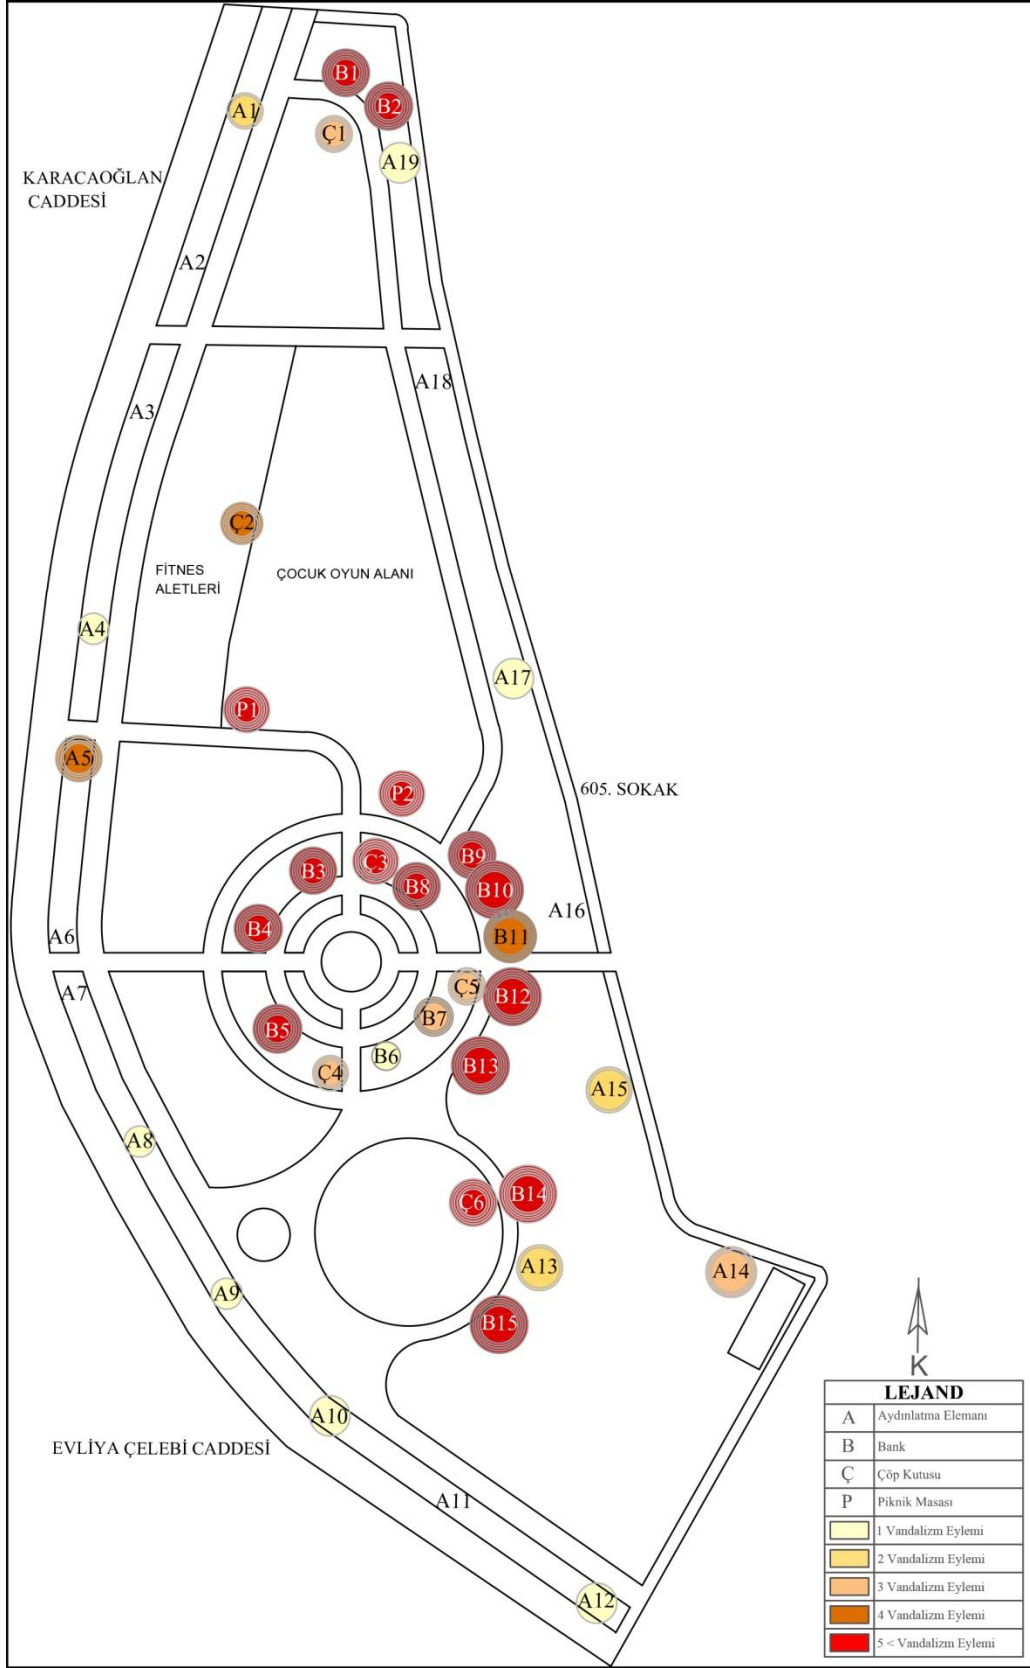 B1
B2
A1
Ç1
A19
KARACAOĞLAN
CADDESİ
A2
A18
A3
Ç2
FİTNES
ALETLERİ
ÇOCUK OYUN ALANI
A4
A17
P1
A5
P2
605. SOKAK
B9
Ç3
B3
B8
B10
A16
B4
B11
A6
Ç5
A7
B12
B7
B5
B6
B13
Ç4
A15
A8
B14
Ç6
A13
A14
A9
B15
K
LEJAND
A Aydınlatma Elemanı
B Bank
Ç Çöp Kutusu
P Piknik Masası
1 Vandalizm Eylemi
2 Vandalizm Eylemi
3 Vandalizm Eylemi
4 Vandalizm Eylemi
5 < Vandalizm Eylemi
A10
EVLİYA ÇELEBİ CADDESİ
A11
A12